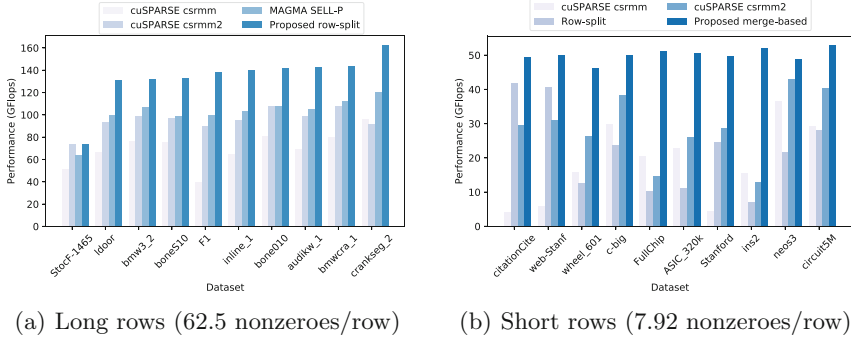 cuSPARSE csrmm
cuSPARSE csrmm2
MAGMA SELL-P
Proposed row-split
Performance (GFlops)
160
140
120
100
80
60
40
20
0
StocF-1465
ldoor
bmw3_2
boneS10
F1
inline_1
bone010
audikw_1
bmwcra_1
crankseg_2
Dataset
(a) Long rows (62.5 nonzeroes/row)
cuSPARSE csrmm
Row-split
cuSPARSE csrmm2
Proposed merge-based
Performance (GFlops)
50
40
30
20
10
0
citationCite
web-Stanf
wheel_601
c-big
FullChip
ASIC_320k
Stanford
ins2
neos3
circuit5M
Dataset
(b) Short rows (7.92 nonzeroes/row)